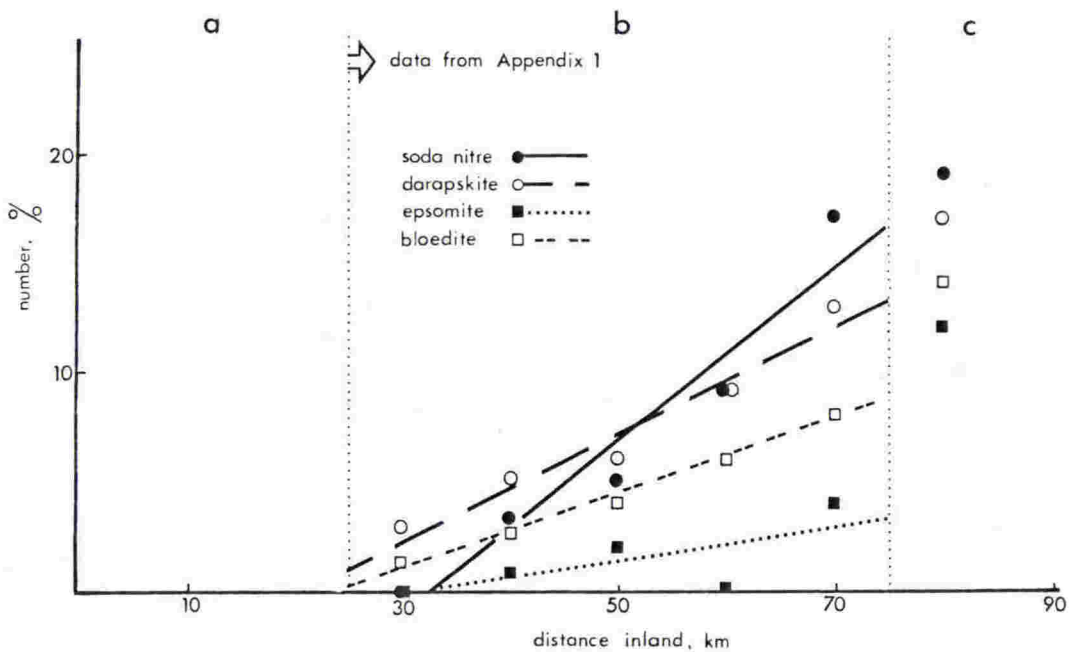 a
b
c
data from Appendix 1
soda nitre
darapskite
epsomite
bloedite
20
10
number, %
10
30
50
70
90
distance inland, km